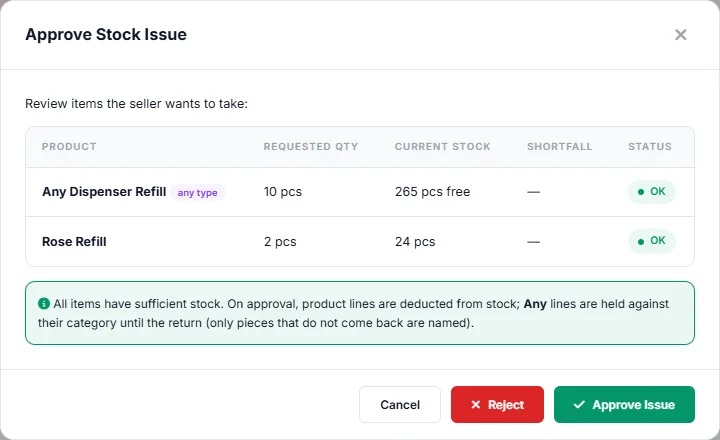 Approve Stock Issue
Review items the seller wants to take:
PRODUCT REQUESTED QTY CURRENT STOCK SHORTFALL STATUS
Any Dispenser Refill any type 10 pcs 265 pcs free — OK
Rose Refill 2 pcs 24 pcs — OK
All items have sufficient stock. On approval, product lines are deducted from stock; Any lines are held against
their category until the return (only pieces that do not come back are named).
Cancel Reject Approve Issue